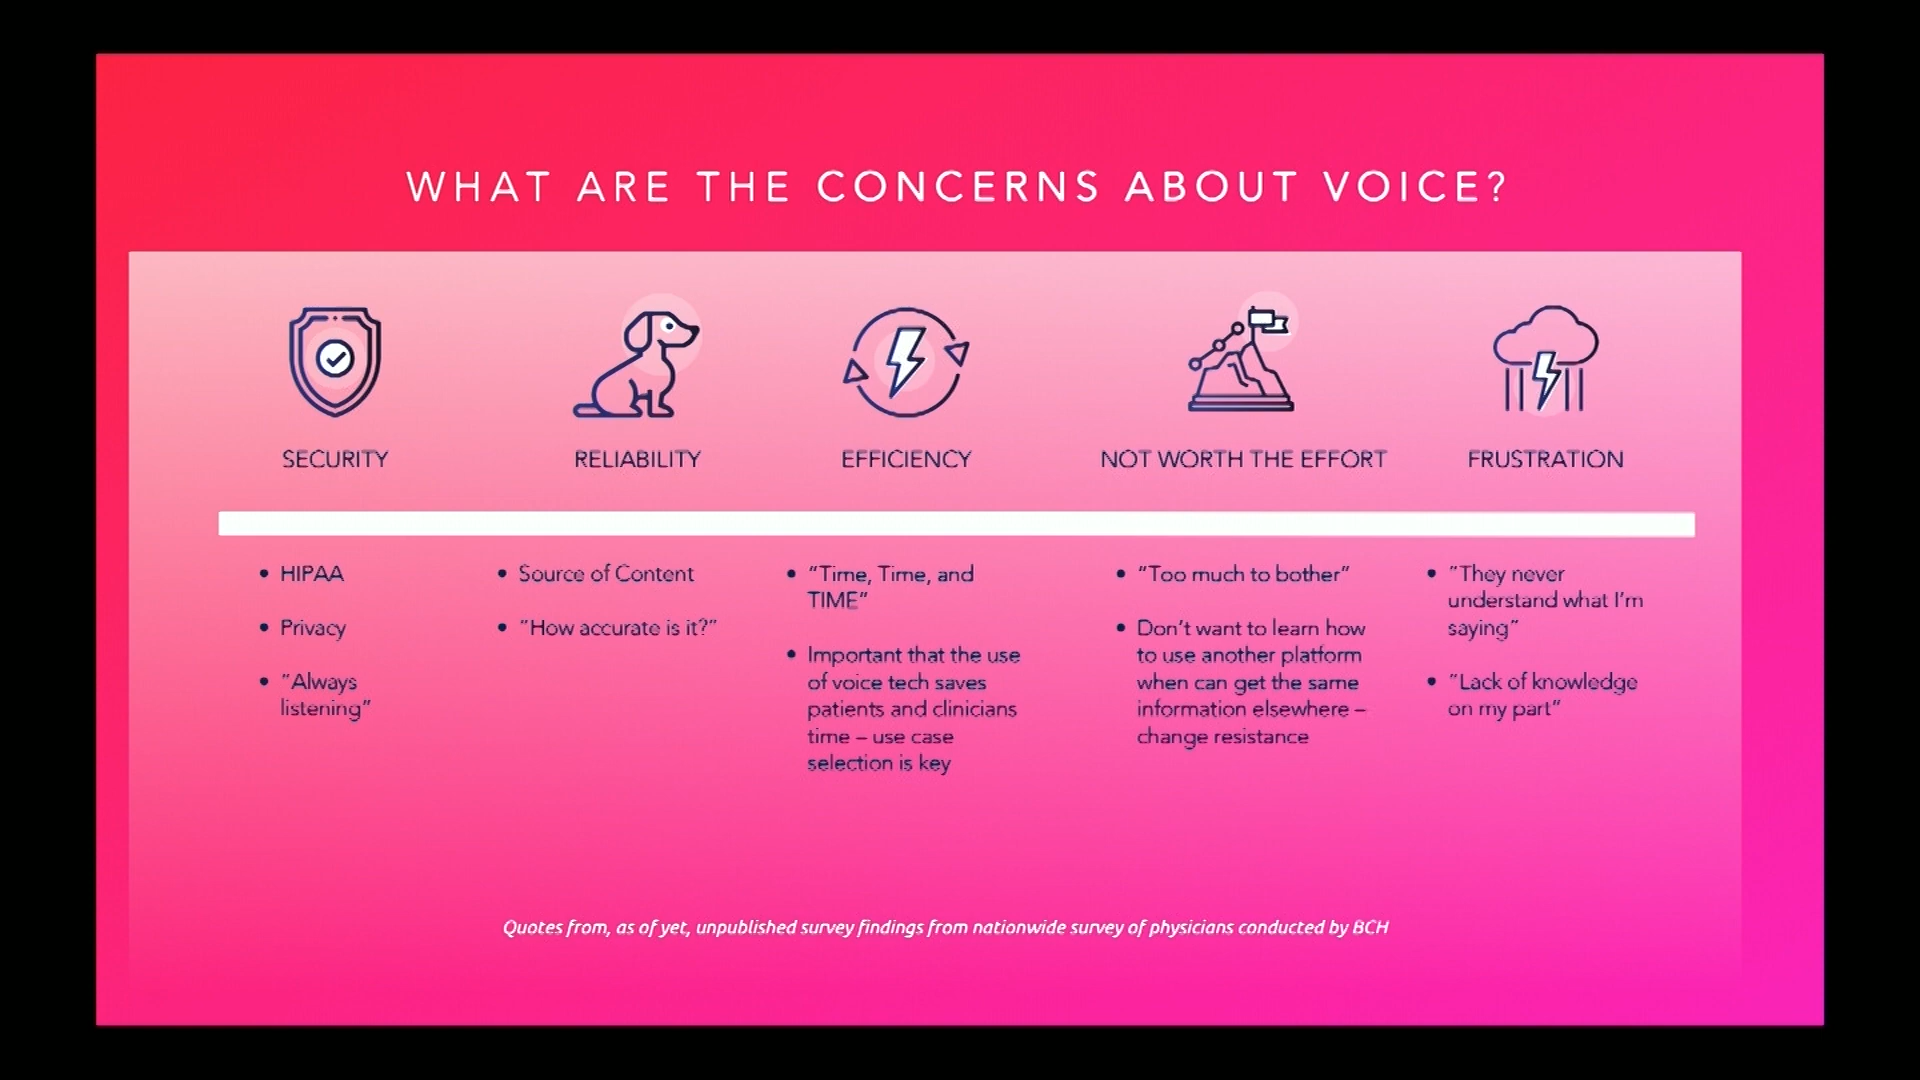 WHAT ARE THE CONCERNS ABOUT VOICE?
SECURITY
RELIABILITY
EFFICIENCY
NOT WORTH THE EFFORT
FRUSTRATION
• HIPAA
• Privacy
• “Always
listening”
• Source of Content
• “How accurate is it?”
• “Time, Time, and
TIME”
• Important that the use
of voice tech saves
patients and clinicians
time – use case
selection is key
• “Too much to bother”
• Don’t want to learn how
to use another platform
when can get the same
information elsewhere –
change resistance
• “They never
understand what I’m
saying”
• “Lack of knowledge
on my part”
Quotes from, as of yet, unpublished survey findings from nationwide survey of physicians conducted by BCH